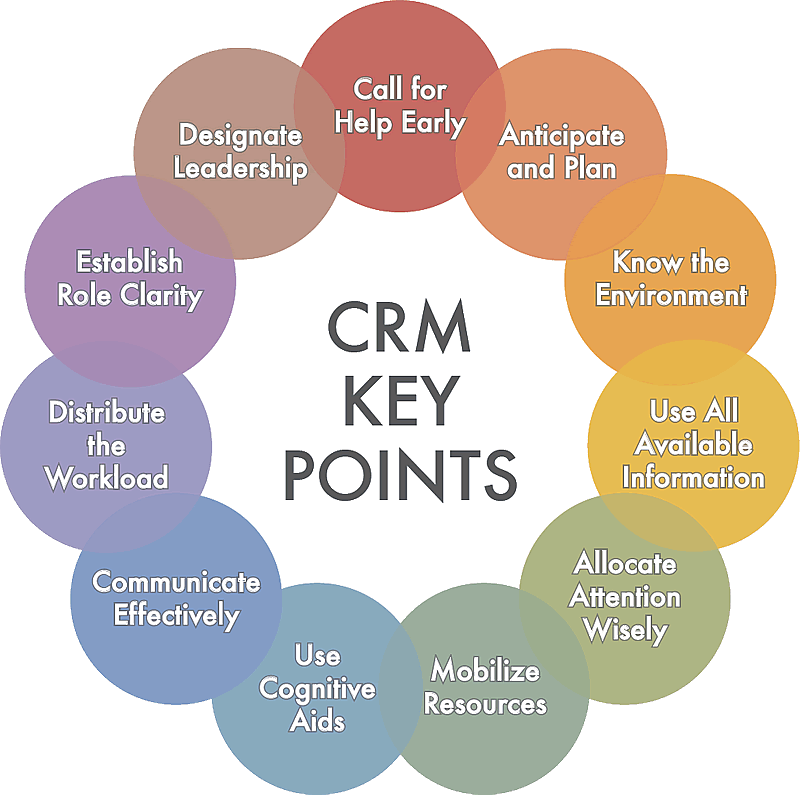 CRM
KEY
POINTS
Call for
Help Early
Anticipate
and Plan
Know the
Environment
Use All
Available
Information
Allocate
Attention
Wisely
Mobilize
Resources
Use
Cognitive
Aids
Communicate
Effectively
Distribute
the
Workload
Establish
Role Clarity
Designate
Leadership